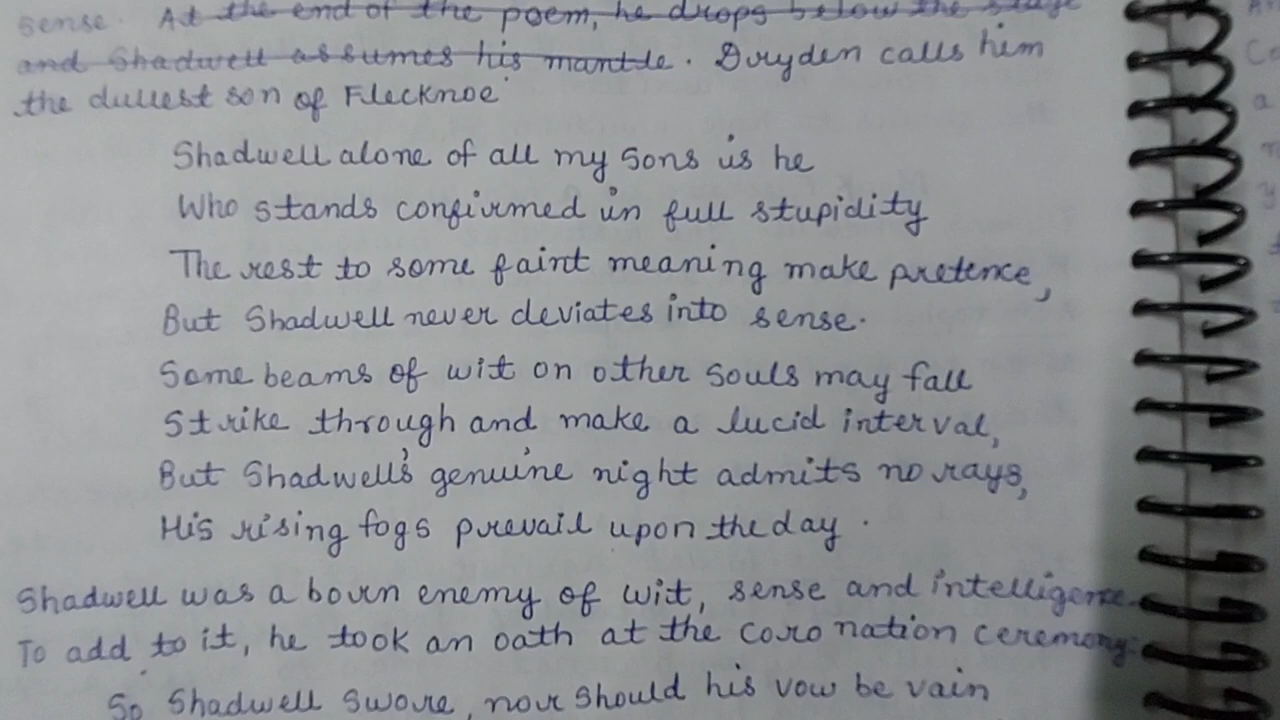 sense. At the end of the poem, he drops below the stage
and Shadwell assumes his mantle. Dryden calls him
the dullest son of Flecknoe
Shadwell alone of all my sons is he
Who stands confirmed in full stupidity
The rest to some faint meaning make pretence,
But Shadwell never deviates into sense.
Some beams of wit on other souls may fall
Strike through and make a lucid interval,
But Shadwell's genuine night admits no rays,
His rising fogs prevail upon the day.
Shadwell was a born enemy of wit, sense and intelligence.
To add to it, he took an oath at the coronation ceremony:
So Shadwell swore, nor should his vow be vain